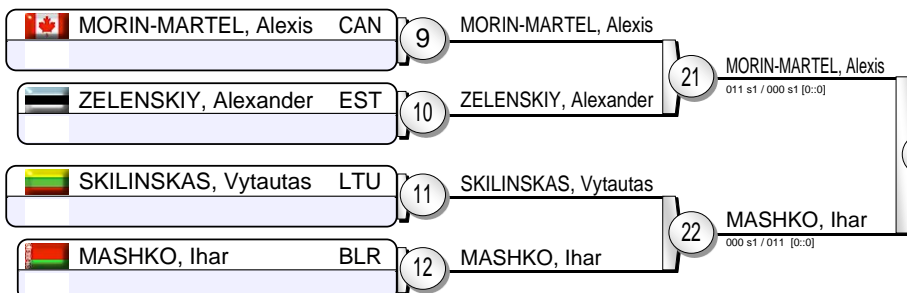 MORIN-MARTEL, Alexis CAN
9
MORIN-MARTEL, Alexis
21
MORIN-MARTEL, Alexis
011 s1 / 000 s1 [0::0]
ZELENSKIY, Alexander EST
10
ZELENSKIY, Alexander
SKILINSKAS, Vytautas LTU
11
SKILINSKAS, Vytautas
22
MASHKO, Ihar
000 s1 / 011 [0::0]
MASHKO, Ihar BLR
12
MASHKO, Ihar